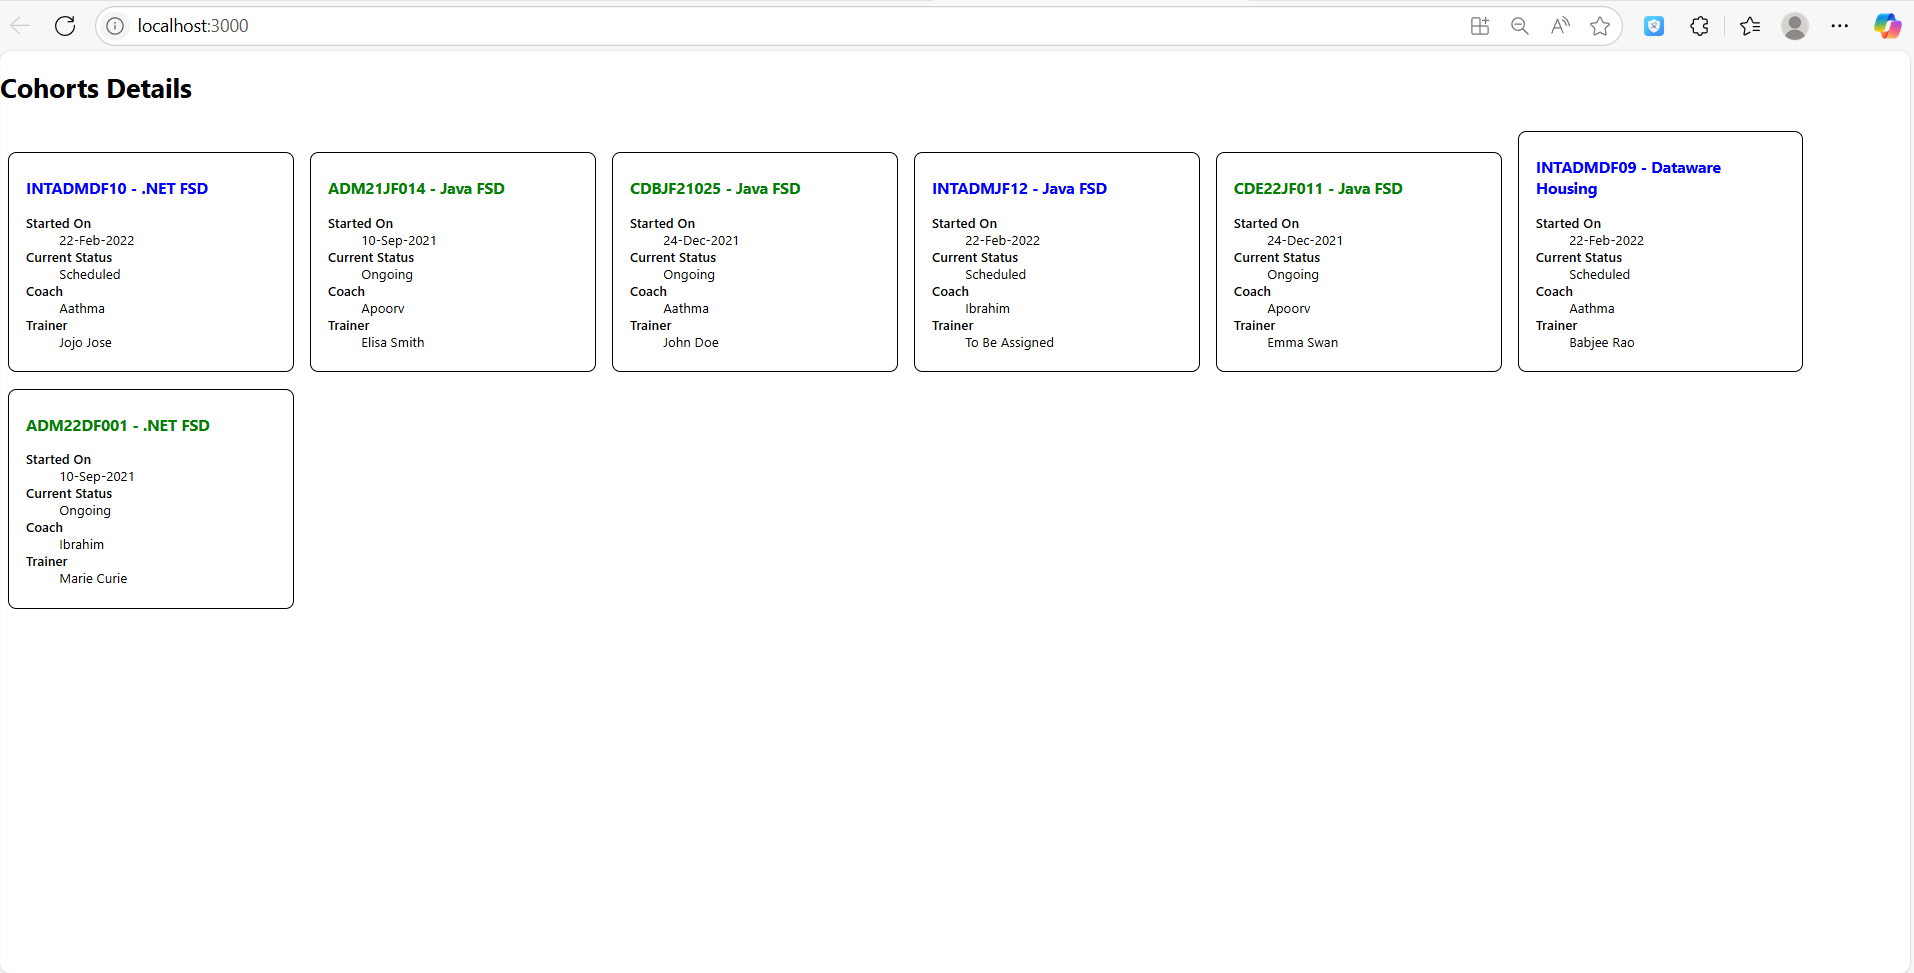 localhost:3000
Cohorts Details
INTADMDF10 - .NET FSD
Started On
22-Feb-2022
Current Status
Scheduled
Coach
Aathma
Trainer
Jojo Jose
ADM21JF014 - Java FSD
Started On
10-Sep-2021
Current Status
Ongoing
Coach
Apoorv
Trainer
Elisa Smith
CDBJF21025 - Java FSD
Started On
24-Dec-2021
Current Status
Ongoing
Coach
Aathma
Trainer
John Doe
INTADMJF12 - Java FSD
Started On
22-Feb-2022
Current Status
Scheduled
Coach
Ibrahim
Trainer
To Be Assigned
CDE22JF011 - Java FSD
Started On
24-Dec-2021
Current Status
Ongoing
Coach
Apoorv
Trainer
Emma Swan
INTADMDF09 - Dataware
Housing
Started On
22-Feb-2022
Current Status
Scheduled
Coach
Aathma
Trainer
Babjee Rao
ADM22DF001 - .NET FSD
Started On
10-Sep-2021
Current Status
Ongoing
Coach
Ibrahim
Trainer
Marie Curie